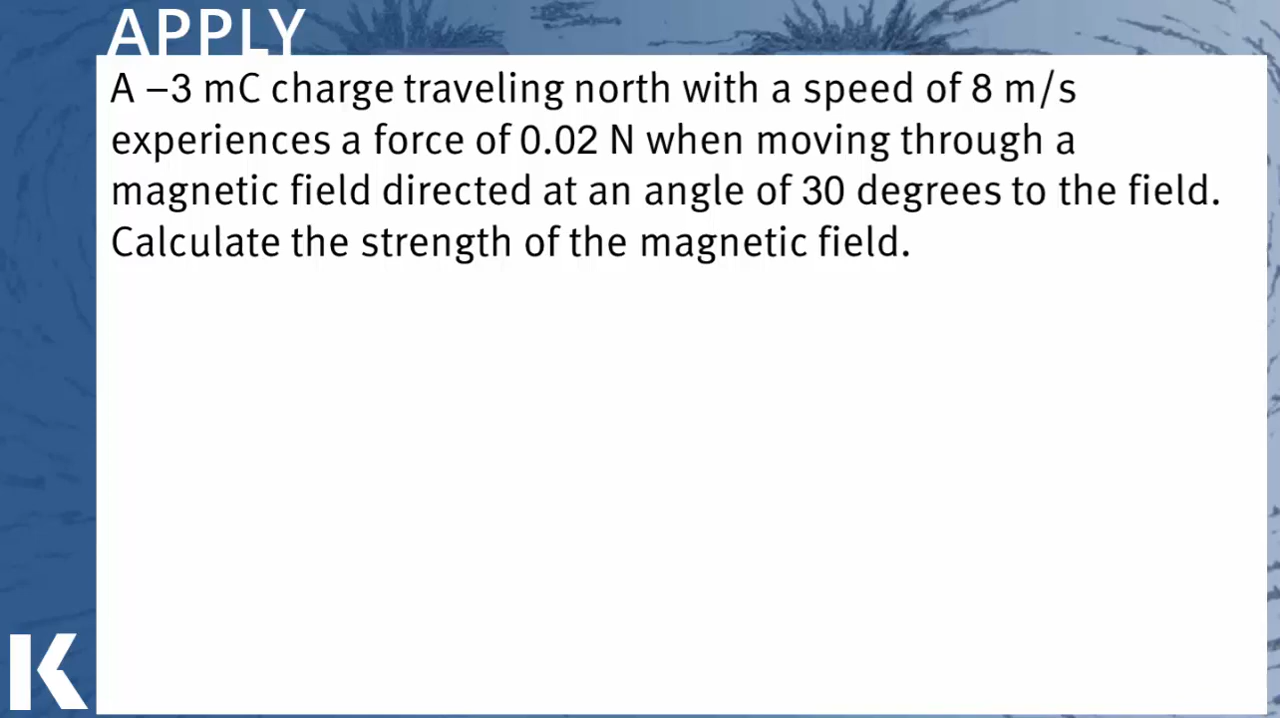 APPLY
A –3 mC charge traveling north with a speed of 8 m/s
experiences a force of 0.02 N when moving through a
magnetic field directed at an angle of 30 degrees to the field.
Calculate the strength of the magnetic field.
K